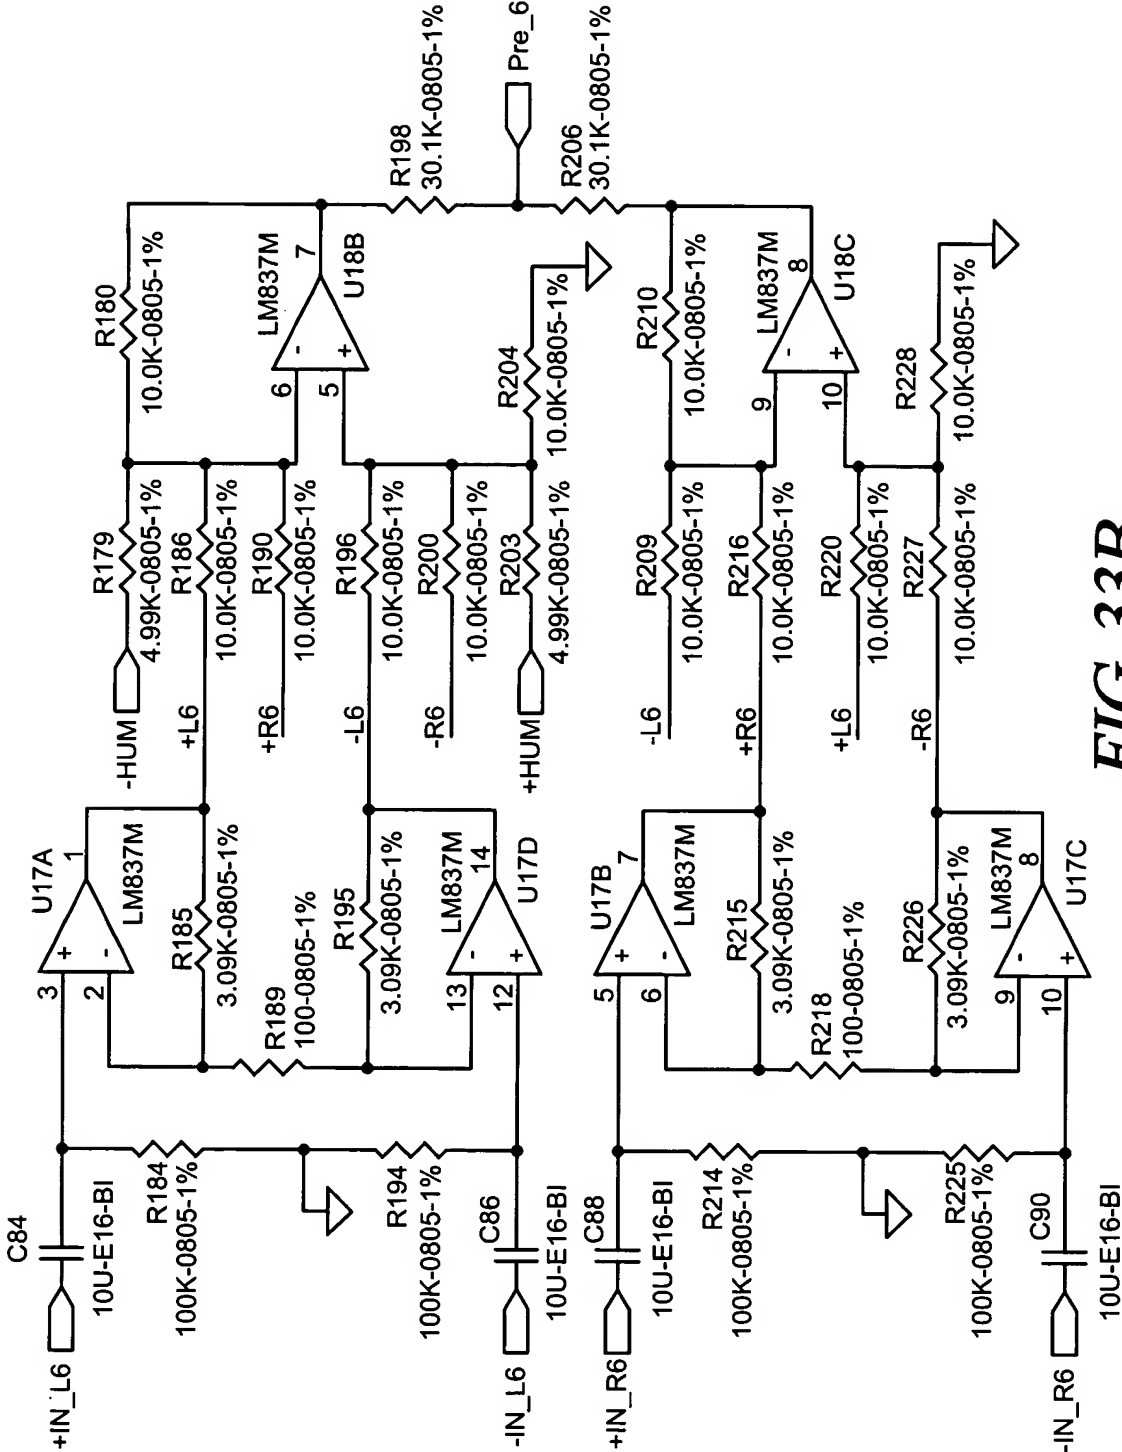 +IN_L6
C84
10U-E16-BI
R184
100K-0805-1%
R194
100K-0805-1%
-IN_L6
C86
10U-E16-BI
3
2
+
-
U17A
1
LM837M
R185
3.09K-0805-1%
R189
100-0805-1%
R195
3.09K-0805-1%
13
12
-
+
LM837M
14
U17D
-HUM
R179
4.99K-0805-1%
+L6
R186
10.0K-0805-1%
+R6
R190
10.0K-0805-1%
-L6
R196
10.0K-0805-1%
-R6
R200
10.0K-0805-1%
+HUM
R203
4.99K-0805-1%
R180
10.0K-0805-1%
6
5
-
+
LM837M
7
U18B
R204
10.0K-0805-1%
R198
30.1K-0805-1%
Pre_6
R206
30.1K-0805-1%
+IN_R6
C88
10U-E16-BI
R214
100K-0805-1%
R225
100K-0805-1%
-IN_R6
C90
10U-E16-BI
5
6
+
-
U17B
7
LM837M
R215
3.09K-0805-1%
R218
100-0805-1%
R226
3.09K-0805-1%
9
10
-
+
LM837M
8
U17C
-L6
R209
10.0K-0805-1%
+R6
R216
10.0K-0805-1%
+L6
R220
10.0K-0805-1%
-R6
R227
10.0K-0805-1%
R210
10.0K-0805-1%
9
10
-
+
LM837M
8
U18C
R228
10.0K-0805-1%
FIG. 33B